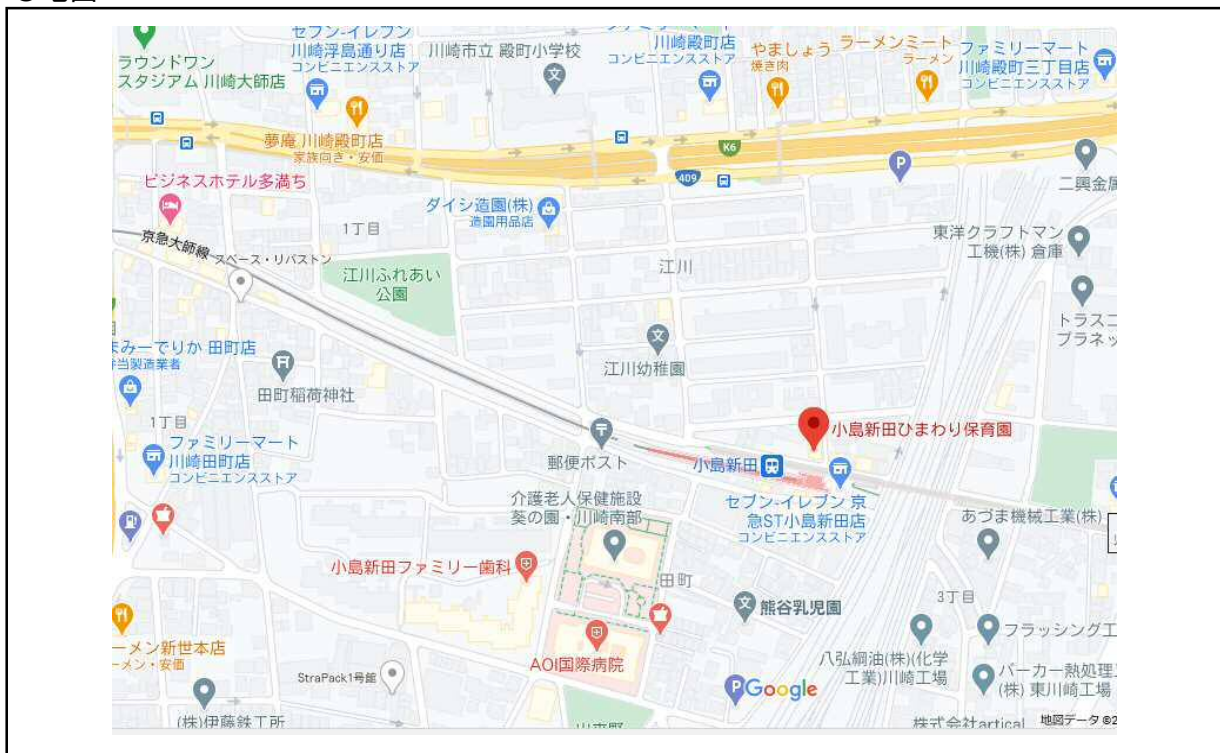 セブン-イレブン
川崎浮島通り店
コンビニエンスストア
川崎市立 殿町小学校
川崎殿町店
コンビニエンスストア
やましょう
焼き肉
ラーメンミート
ラーメン
ファミリーマート
川崎殿町三丁目店
コンビニエンスストア
ラウンドワン
スタジアム 川崎大師店
夢庵 川崎殿町店
家族向き・安価
K6
409
P
二興金属
ビジネスホテル多満ち
ダイシ造園(株)
造園用品店
1丁目
京急大師線
スペース・リバストン
東洋クラフトマン
工機(株) 倉庫
江川ふれあい
公園
江川
トラスコ
プラネッ
まみーでりか 田町店
弁当製造業者
田町稲荷神社
江川幼稚園
1丁目
ファミリーマート
川崎田町店
コンビニエンスストア
郵便ポスト
小島新田
小島新田ひまわり保育園
セブン-イレブン 京
急ST小島新田店
コンビニエンスストア
介護老人保健施設
葵の園・川崎南部
あづま機械工業(株)
小島新田ファミリー歯科
田町
熊谷乳児園
3丁目
フラッシング工
ラーメン新世本店
ーメン・安価
AOI国際病院
八弘綱油(株)(化学
工業)川崎工場
パーカー熱処理工
(株) 東川崎工場
StraPack1号館
P
Google
(株)伊藤鉄工所
株式会社artical
地図データ ©2